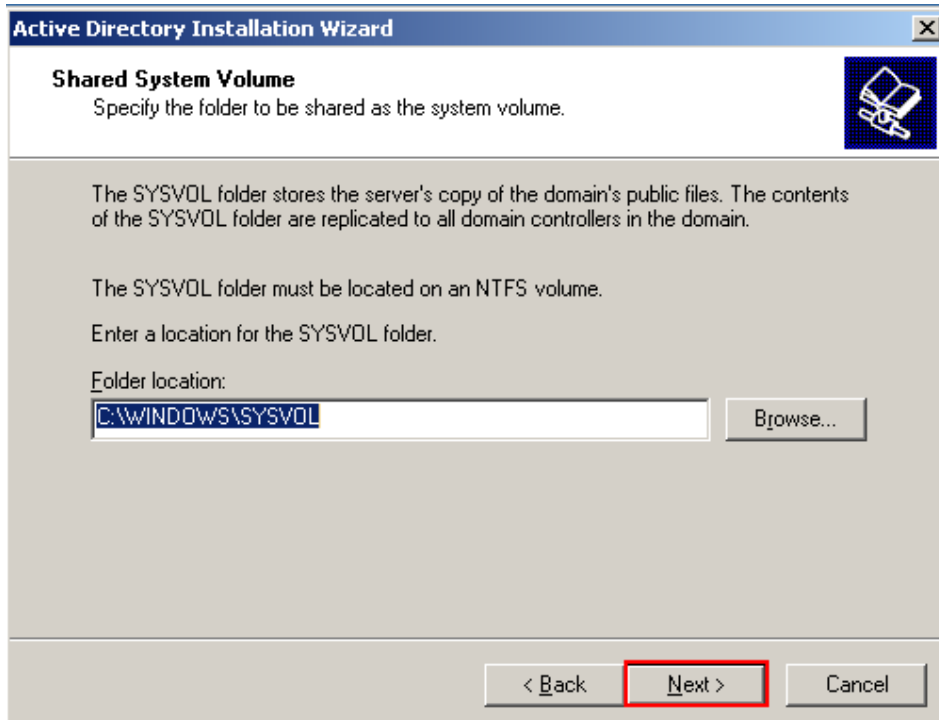 Active Directory Installation Wizard
Shared System Volume
Specify the folder to be shared as the system volume.
The SYSVOL folder stores the server's copy of the domain's public files. The contents
of the SYSVOL folder are replicated to all domain controllers in the domain.
The SYSVOL folder must be located on an NTFS volume.
Enter a location for the SYSVOL folder.
Folder location:
C:\WINDOWS\SYSVOL
Browse...
< Back
Next >
Cancel